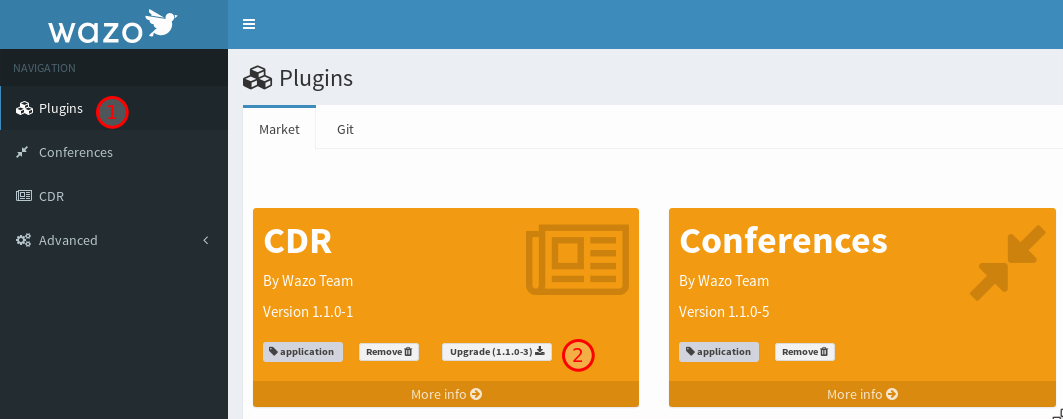 wazo
NAVIGATION
Plugins 1
Conferences
CDR
Advanced
Plugins
Market Git
CDR
By Wazo Team
Version 1.1.0-1
application Remove Upgrade (1.1.0-3) 2
More info
Conferences
By Wazo Team
Version 1.1.0-5
application Remove
More info